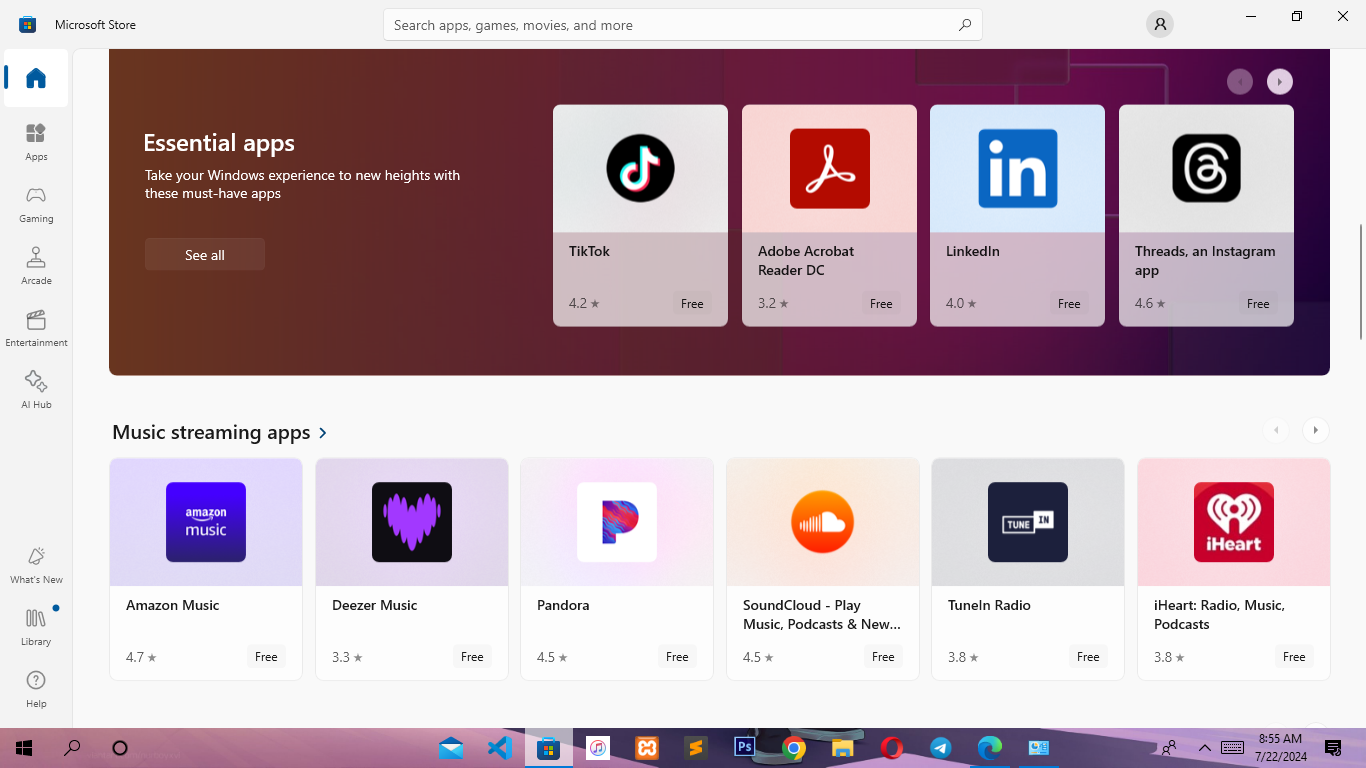 Microsoft Store
Search apps, games, movies, and more
Apps
Gaming
Arcade
Entertainment
AI Hub
What's New
Library
Help
Essential apps
Take your Windows experience to new heights with
these must-have apps
See all
TikTok
4.2 ★ Free
Adobe Acrobat
Reader DC
3.2 ★ Free
in
LinkedIn
4.0 ★ Free
Threads, an Instagram
app
4.6 ★ Free
Music streaming apps
amazon
music
Amazon Music
4.7 ★ Free
Deezer Music
3.3 ★ Free
Pandora
4.5 ★ Free
SoundCloud - Play
Music, Podcasts & New...
4.5 ★ Free
TUNE IN
TuneIn Radio
3.8 ★ Free
iHeart
iHeart: Radio, Music,
Podcasts
3.8 ★ Free
Ps
8:55 AM
7/22/2024